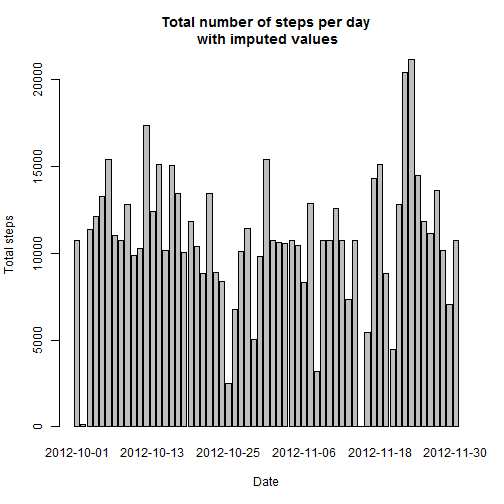 Total number of steps per day
with imputed values
Total steps
20000
15000
10000
5000
0
2012-10-01 2012-10-13 2012-10-25 2012-11-06 2012-11-18 2012-11-30
Date